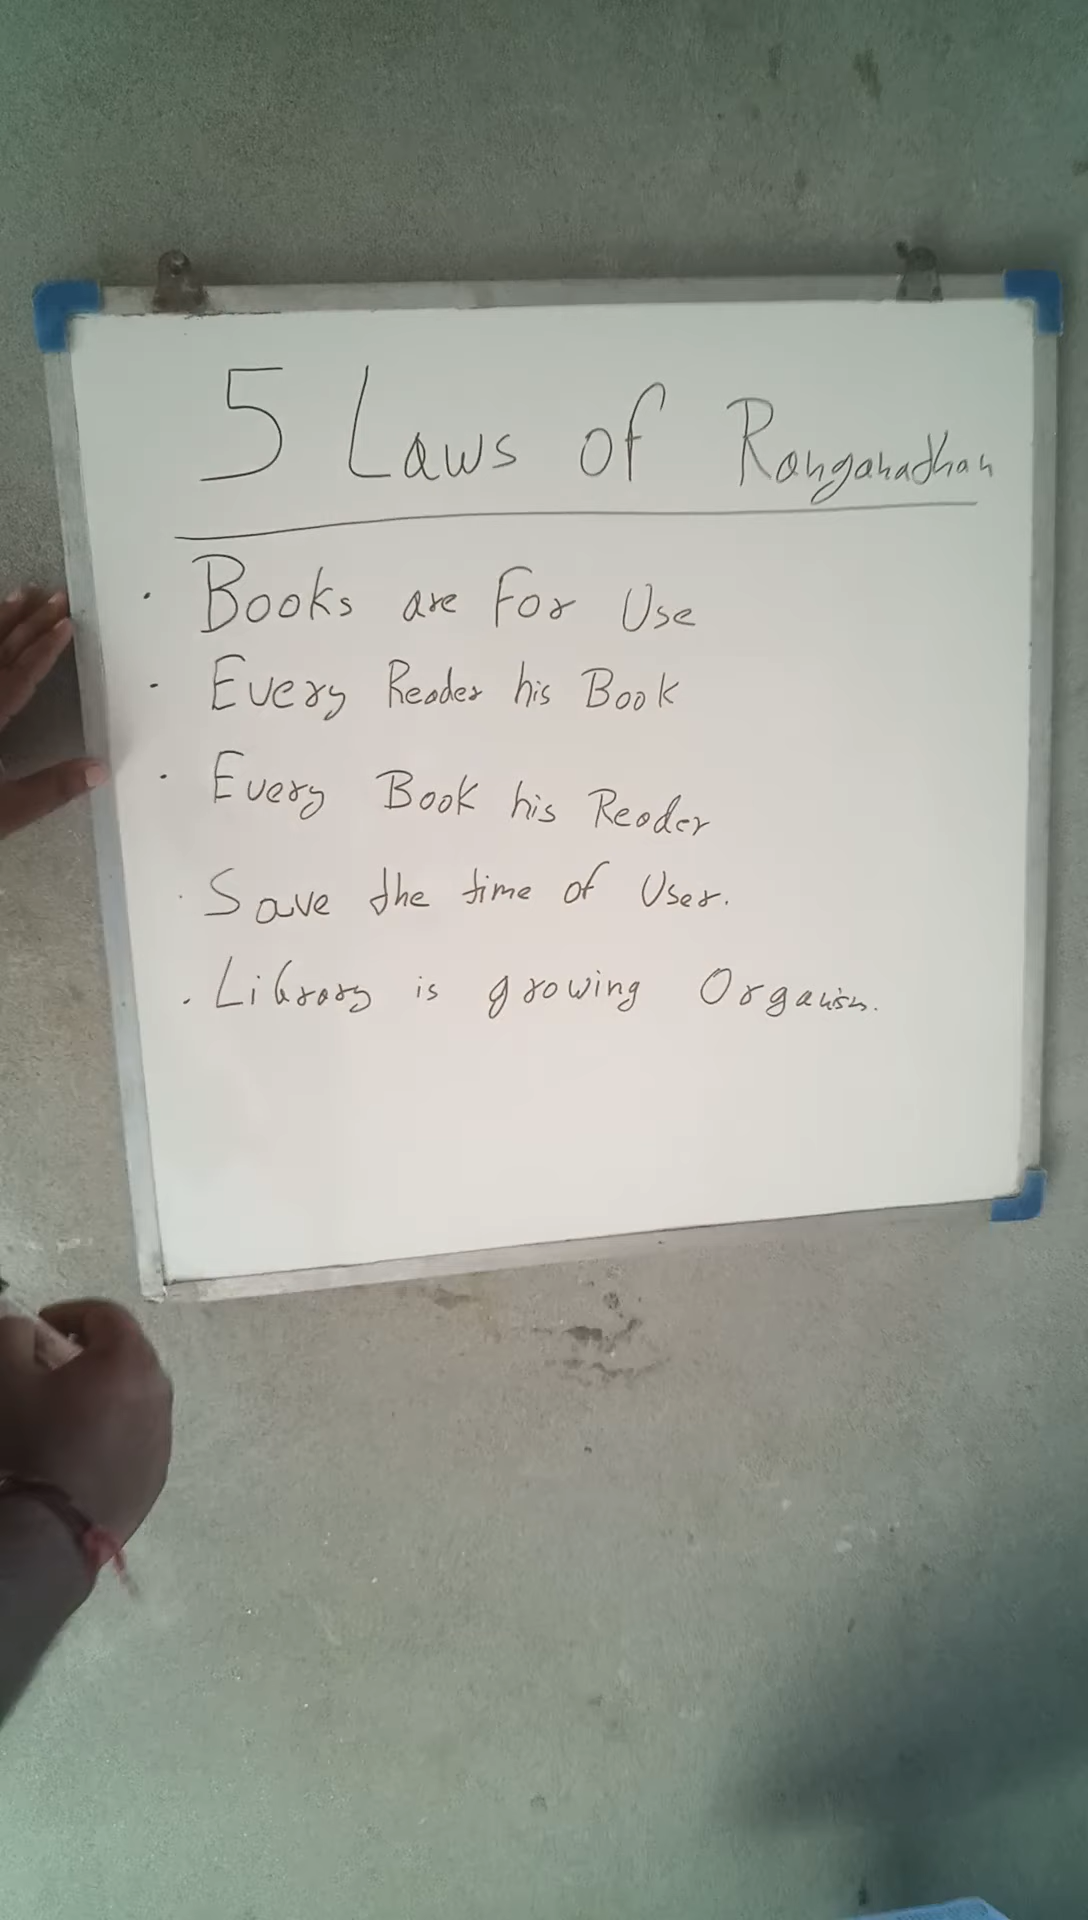 5 Laws of Ranganathan
· Books are For Use
· Every Reader his Book
· Every Book his Reader
· Save the time of User.
· Library is growing Organism.